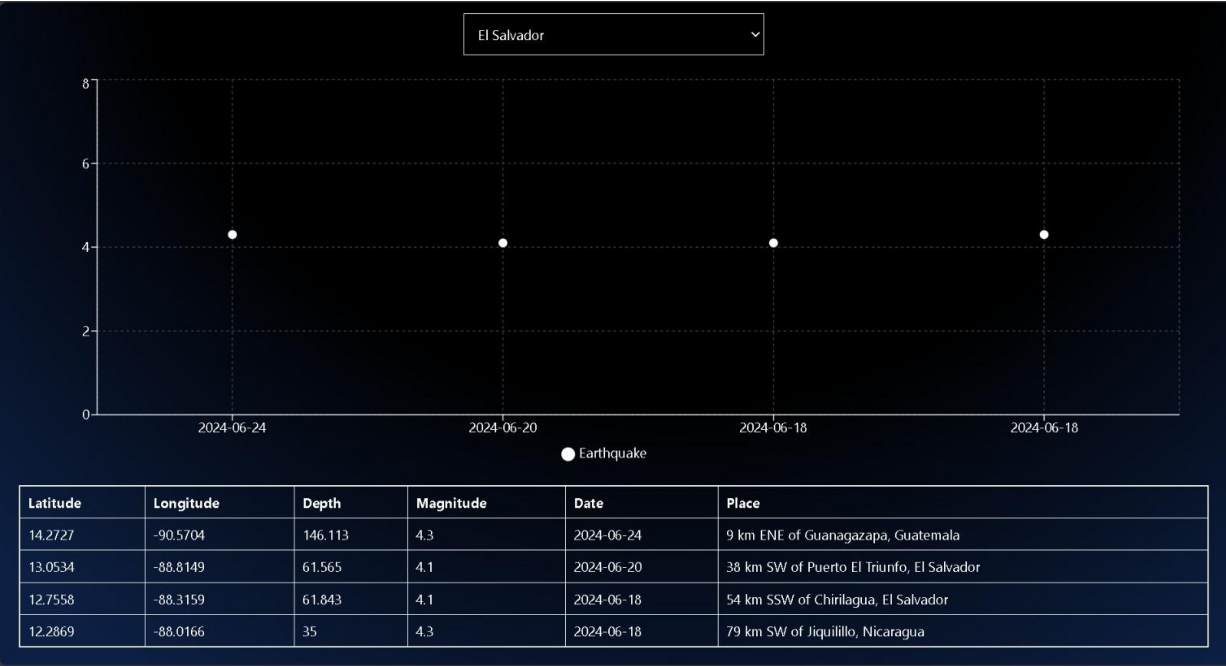 El Salvador
8
6
4
2
0
2024-06-24 2024-06-20 2024-06-18 2024-06-18
Earthquake
Latitude Longitude Depth Magnitude Date Place
14.2727 -90.5704 146.113 4.3 2024-06-24 9 km ENE of Guanagazapa, Guatemala
13.0534 -88.8149 61.565 4.1 2024-06-20 38 km SW of Puerto El Triunfo, El Salvador
12.7558 -88.3159 61.843 4.1 2024-06-18 54 km SSW of Chirilagua, El Salvador
12.2869 -88.0166 35 4.3 2024-06-18 79 km SW of Jiquilillo, Nicaragua